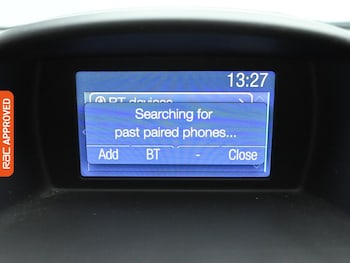 13:27
BT devices
Searching for
past paired phones...
Add BT - Close
RAC APPROVED